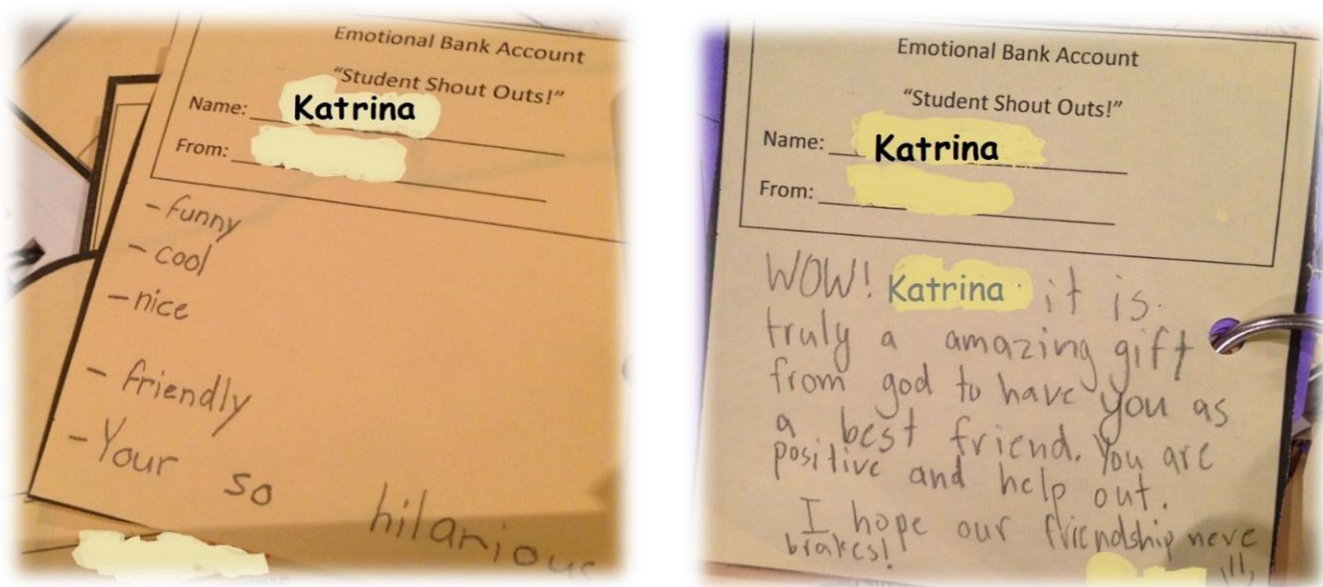 Emotional Bank Account
"Student Shout Outs!"
Name: Katrina
From:
- funny
- cool
- nice
- friendly
- Your so hilarious
Emotional Bank Account
"Student Shout Outs!"
Name: Katrina
From:
WOW! Katrina it is
truly a amazing gift
from god to have you as
a best friend. You are
positive and help out.
I hope our friendship neve
brakes!